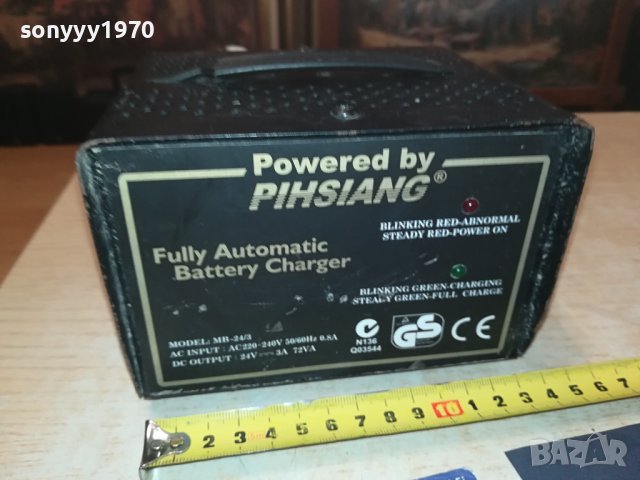 sonyyy1970
Powered by
PIHSIANG®
BLINKING RED-ABNORMAL
STEADY RED-POWER ON
Fully Automatic
Battery Charger
BLINKING GREEN-CHARGING
STEADY GREEN-FULL CHARGE
MODEL: MB-24/3
AC INPUT : AC220-240V 50/60Hz 0.8A
DC OUTPUT : 24V 3A 72VA
N136
Q03544
GS
2 3 4 5 6 7 8 9 10 1 2 3 4 5 6 7
BAZAR